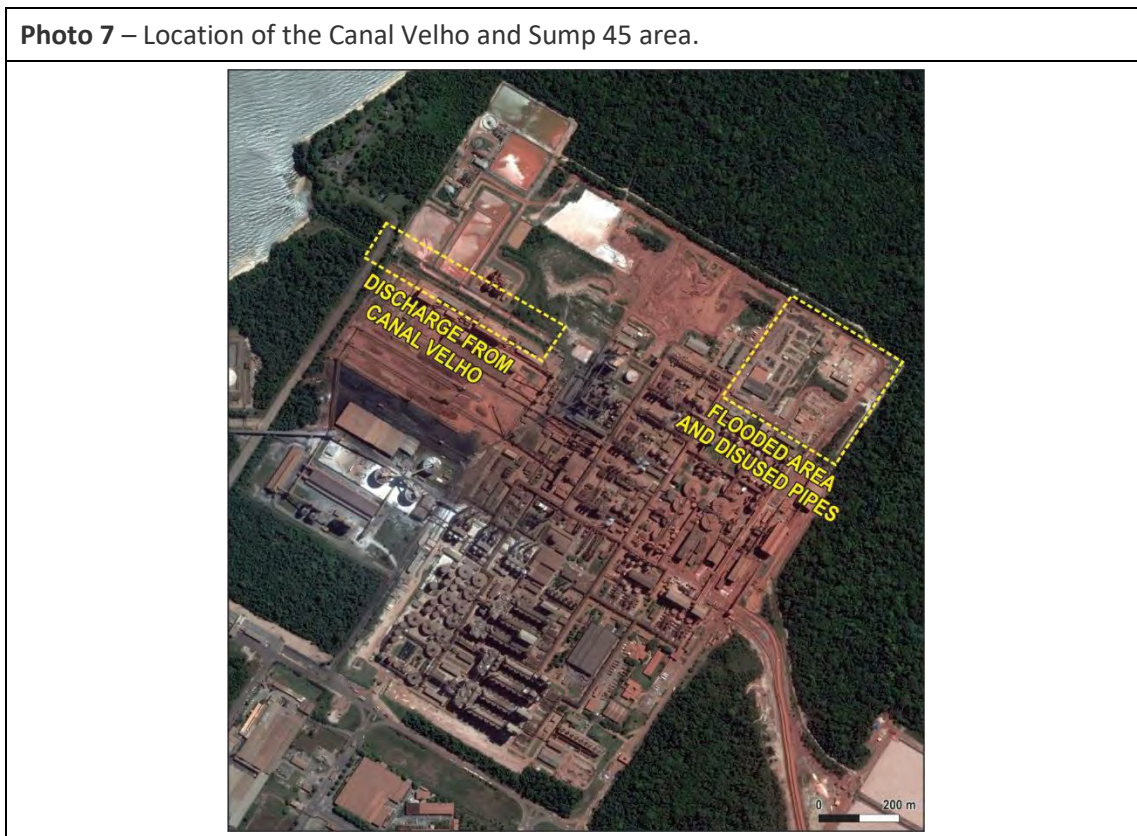 Photo 7 – Location of the Canal Velho and Sump 45 area.
DISCHARGE FROM
CANAL VELHO
FLOODED AREA
AND DISUSED PIPES
0 200 m